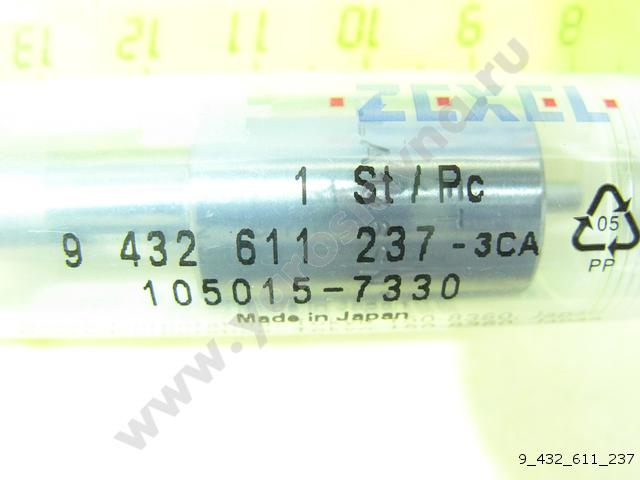 13 12 11 10 9 8
ZEXEL
1 St/Pc
9 432 611 237-3CA
105015-7330
Made in Japan
05
PP
www.yarosslavna.ru
9_432_611_237